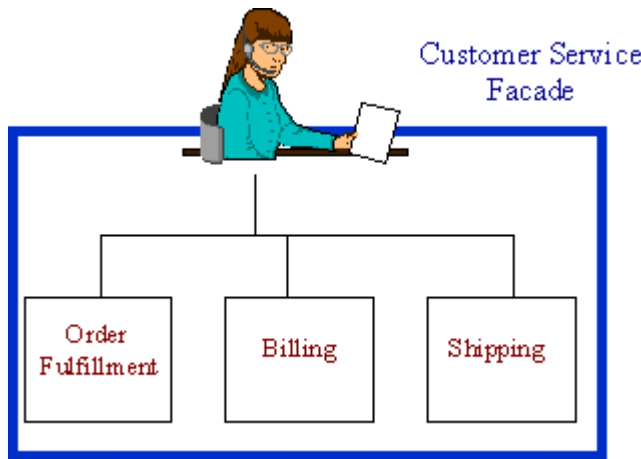 Customer Service
Facade
Order
Fulfillment
Billing
Shipping